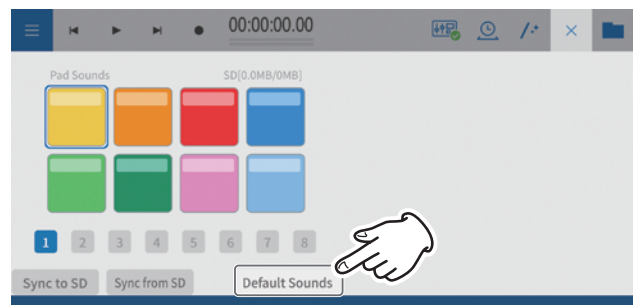 00:00:00.00
Pad Sounds SD[0.0MB/0MB]
1 2 3 4 5 6 7 8
Sync to SD Sync from SD Default Sounds